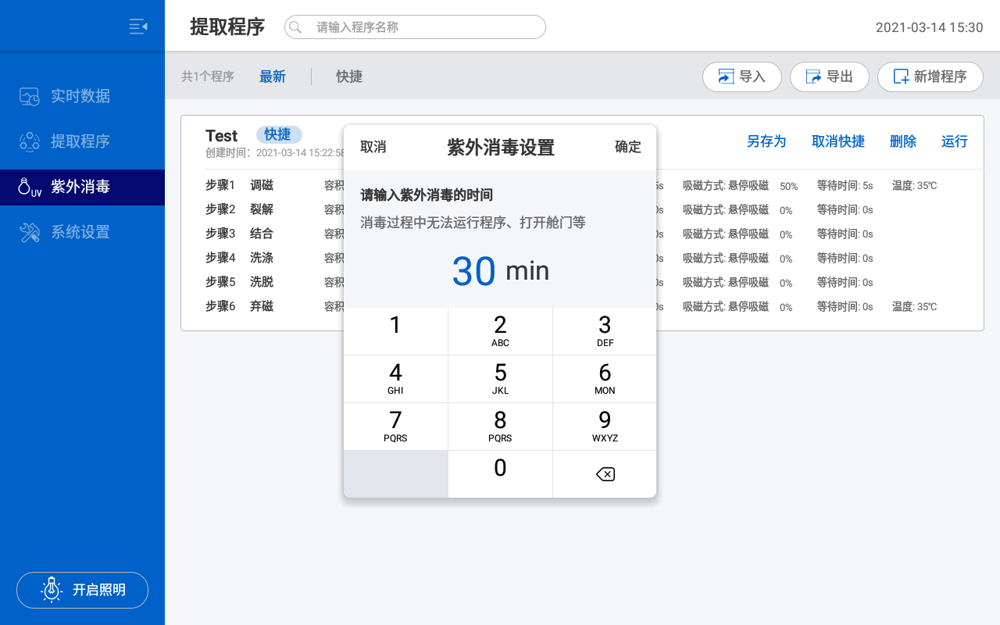 提取程序
请输入程序名称
2021-03-14 15:30
共1个程序
最新
快捷
导入
导出
新增程序
实时数据
提取程序
UV 紫外消毒
系统设置
开启照明
Test 快捷
创建时间: 2021-03-14 15:22:58
另存为
取消快捷
删除
运行
步骤1 调磁 容积 5s 吸磁方式: 悬停吸磁 50% 等待时间: 5s 温度: 35℃
步骤2 裂解 容积 0s 吸磁方式: 悬停吸磁 0% 等待时间: 0s
步骤3 结合 容积 0s 吸磁方式: 悬停吸磁 0% 等待时间: 0s
步骤4 洗涤 容积 0s 吸磁方式: 悬停吸磁 0% 等待时间: 0s
步骤5 洗脱 容积 0s 吸磁方式: 悬停吸磁 0% 等待时间: 0s
步骤6 弃磁 容积 0s 吸磁方式: 悬停吸磁 0% 等待时间: 0s 温度: 35℃
取消
紫外消毒设置
确定
请输入紫外消毒的时间
消毒过程中无法运行程序、打开舱门等
30 min
1 2 3
ABC DEF
4 5 6
GHI JKL MON
7 8 9
PQRS PQRS WXYZ
0